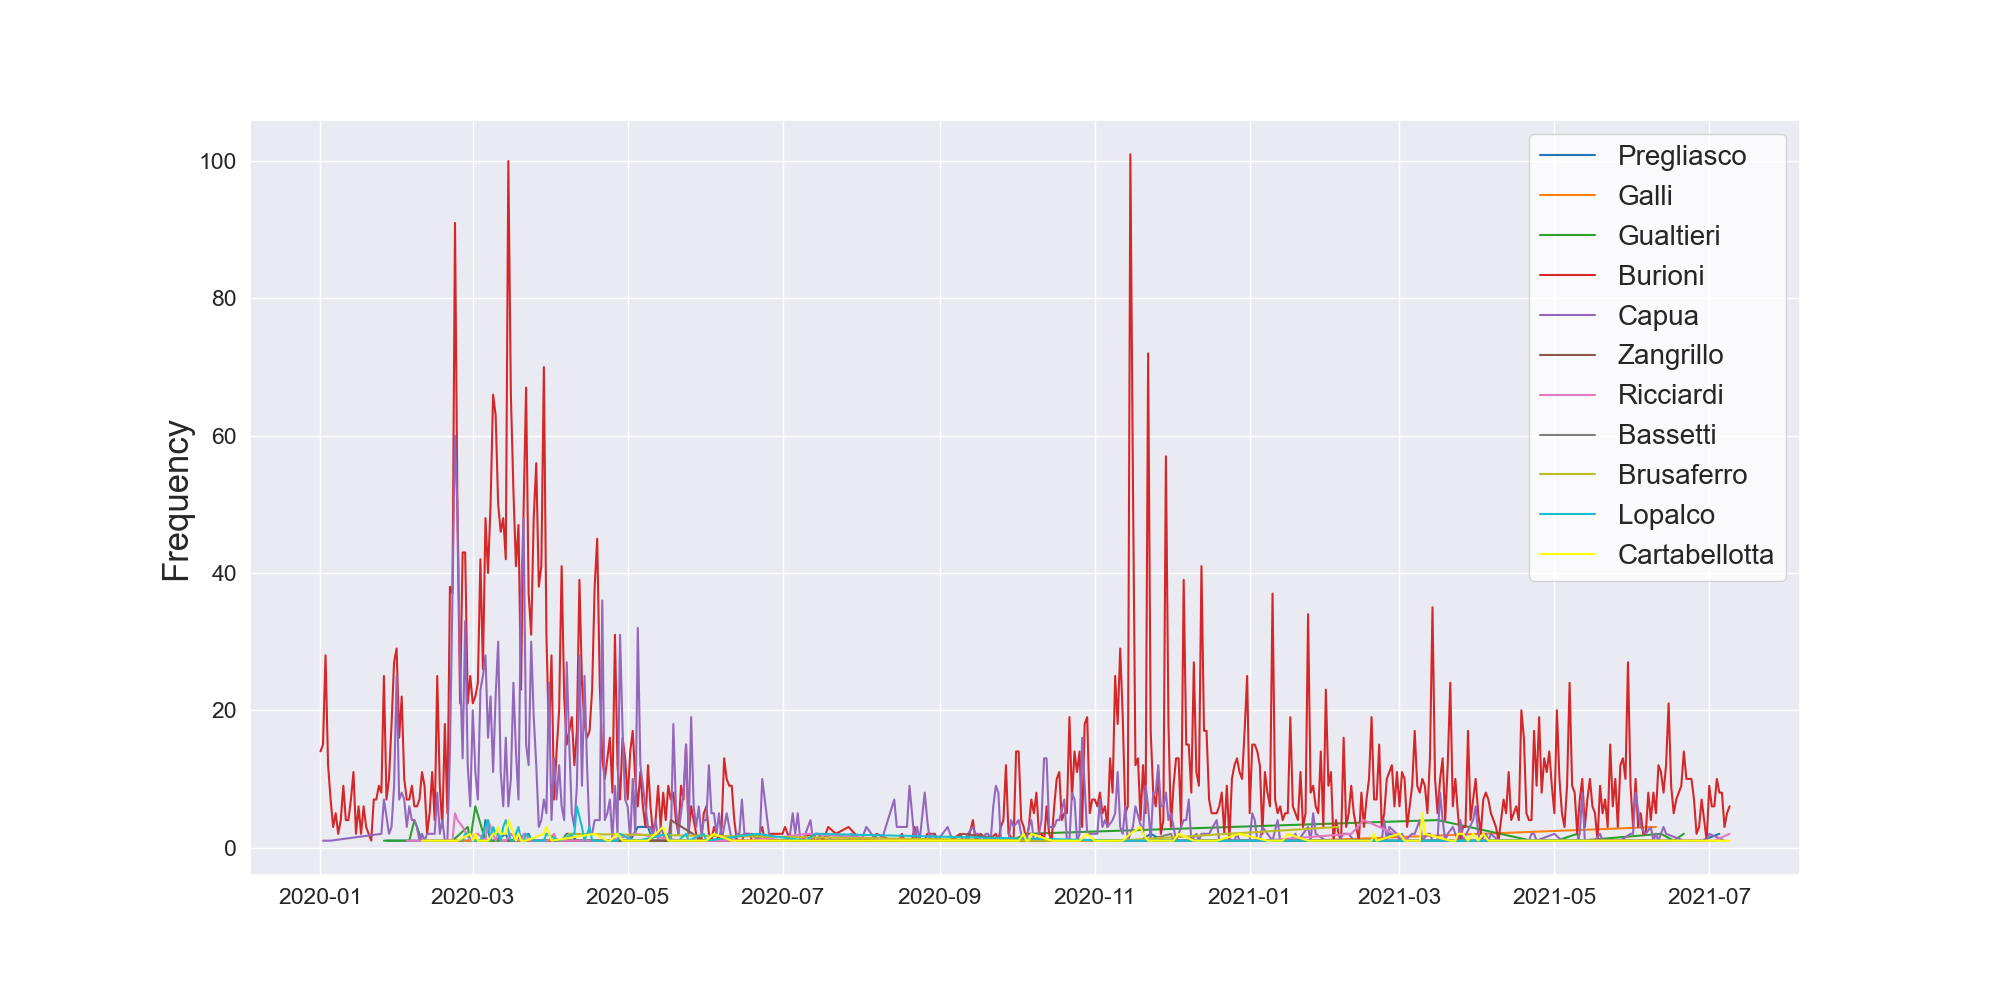 Frequency
100
80
60
40
20
0
2020-01 2020-03 2020-05 2020-07 2020-09 2020-11 2021-01 2021-03 2021-05 2021-07
Pregliasco
Galli
Gualtieri
Burioni
Capua
Zangrillo
Ricciardi
Bassetti
Brusaferro
Lopalco
Cartabellotta